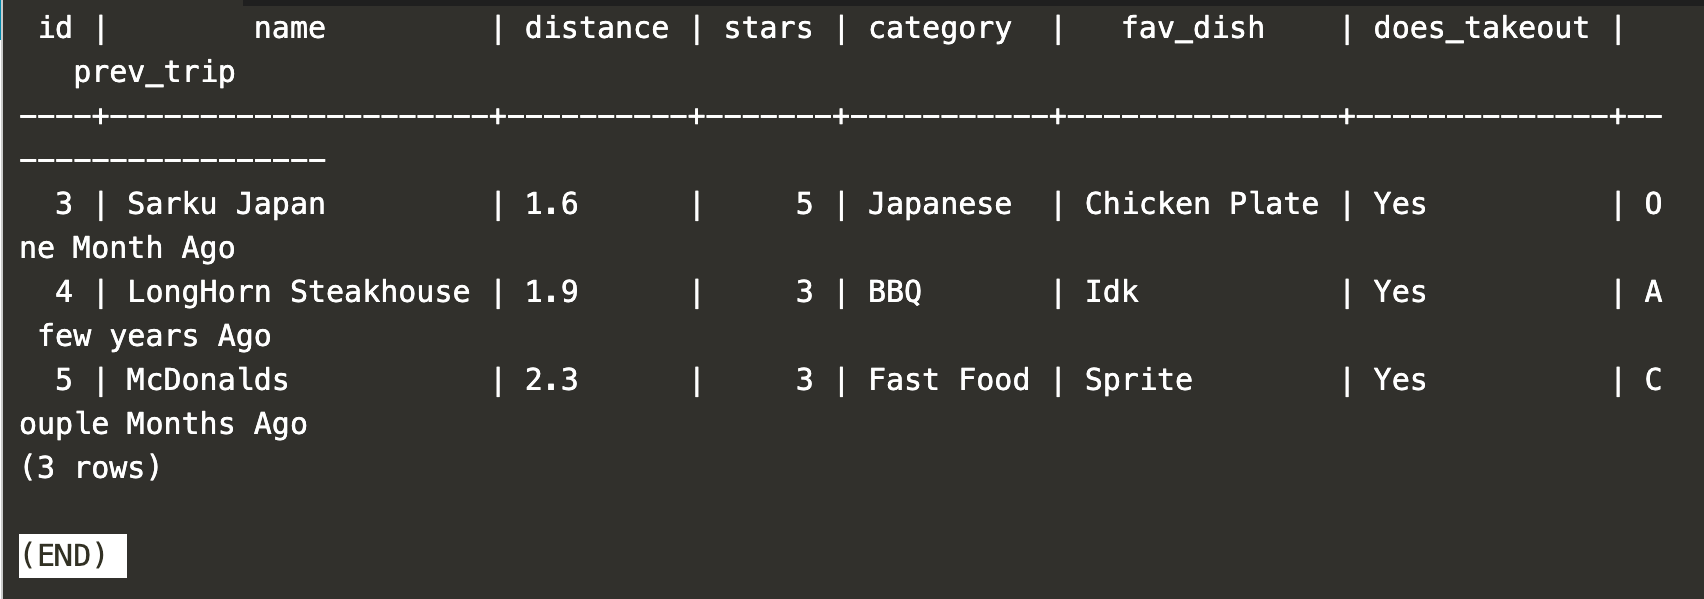 id |        name         | distance | stars | category  |   fav_dish    | does_takeout |
   prev_trip
----+---------------------+----------+-------+-----------+---------------+--------------+--
-----------------
  3 | Sarku Japan         | 1.6      |     5 | Japanese  | Chicken Plate | Yes          | O
ne Month Ago
  4 | LongHorn Steakhouse | 1.9      |     3 | BBQ       | Idk           | Yes          | A
 few years Ago
  5 | McDonalds           | 2.3      |     3 | Fast Food | Sprite        | Yes          | C
ouple Months Ago
(3 rows)
(END)